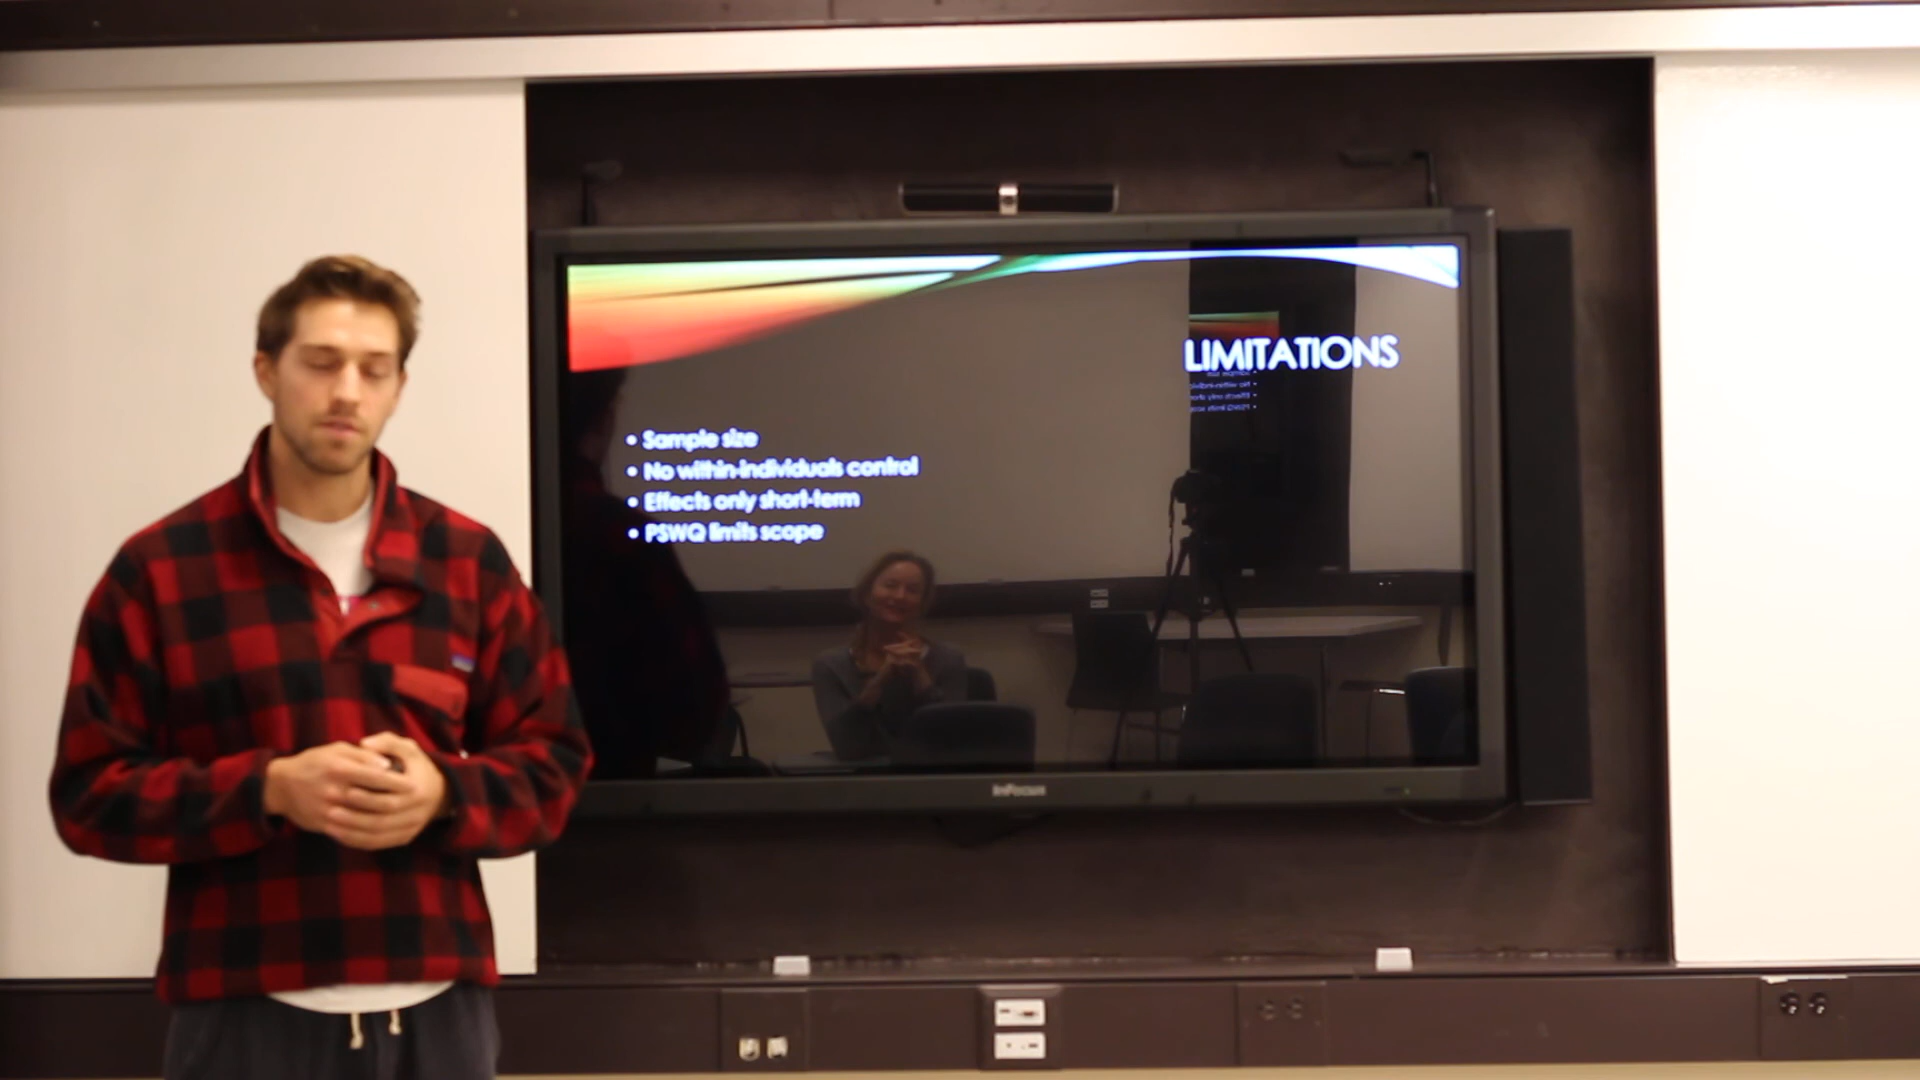 LIMITATIONS
• Sample size
• No within-individuals control
• Effects only short-term
• PSWQ limits scope
InFocus